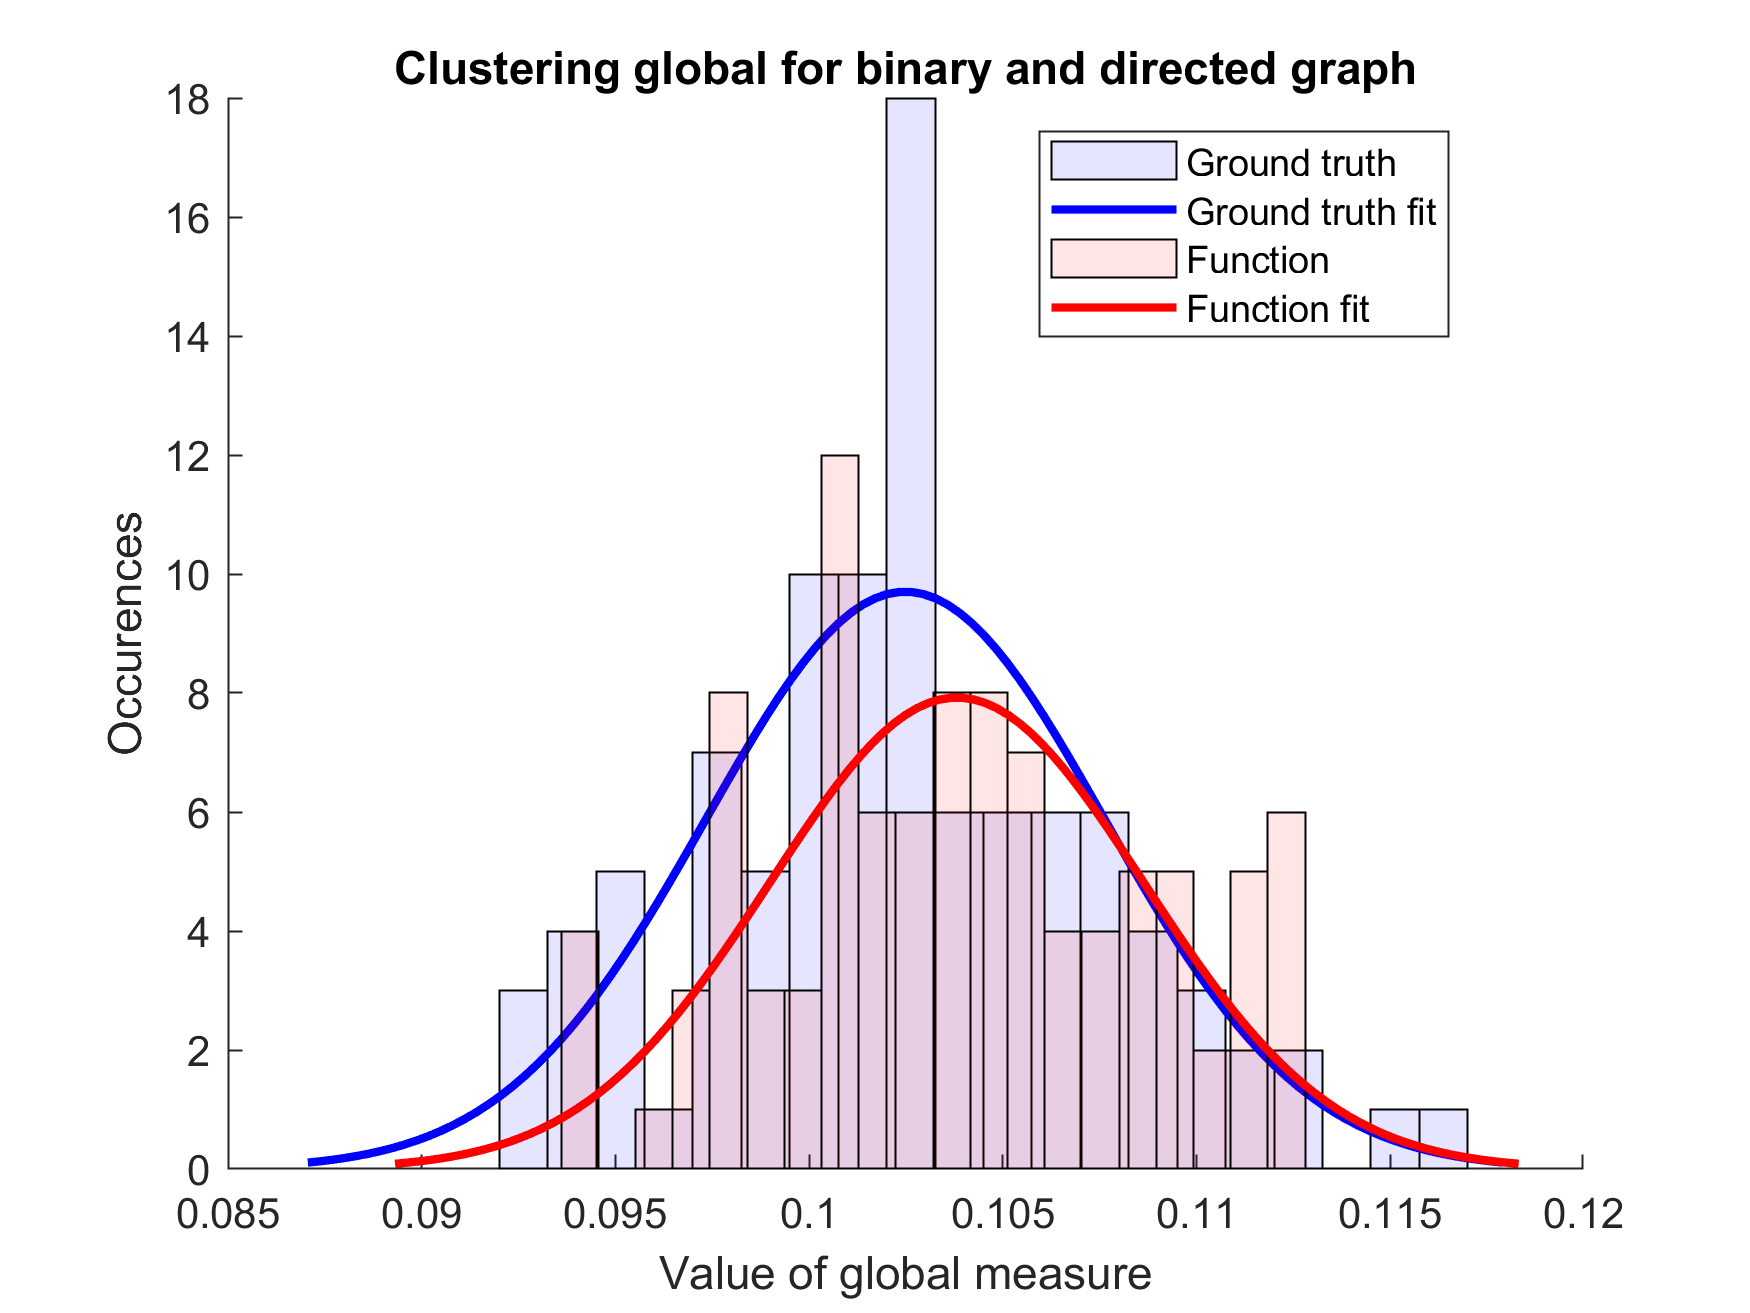 Clustering global for binary and directed graph
18
16
14
12
10
8
6
4
2
0
Occurences
Ground truth
Ground truth fit
Function
Function fit
0.085 0.09 0.095 0.1 0.105 0.11 0.115 0.12
Value of global measure